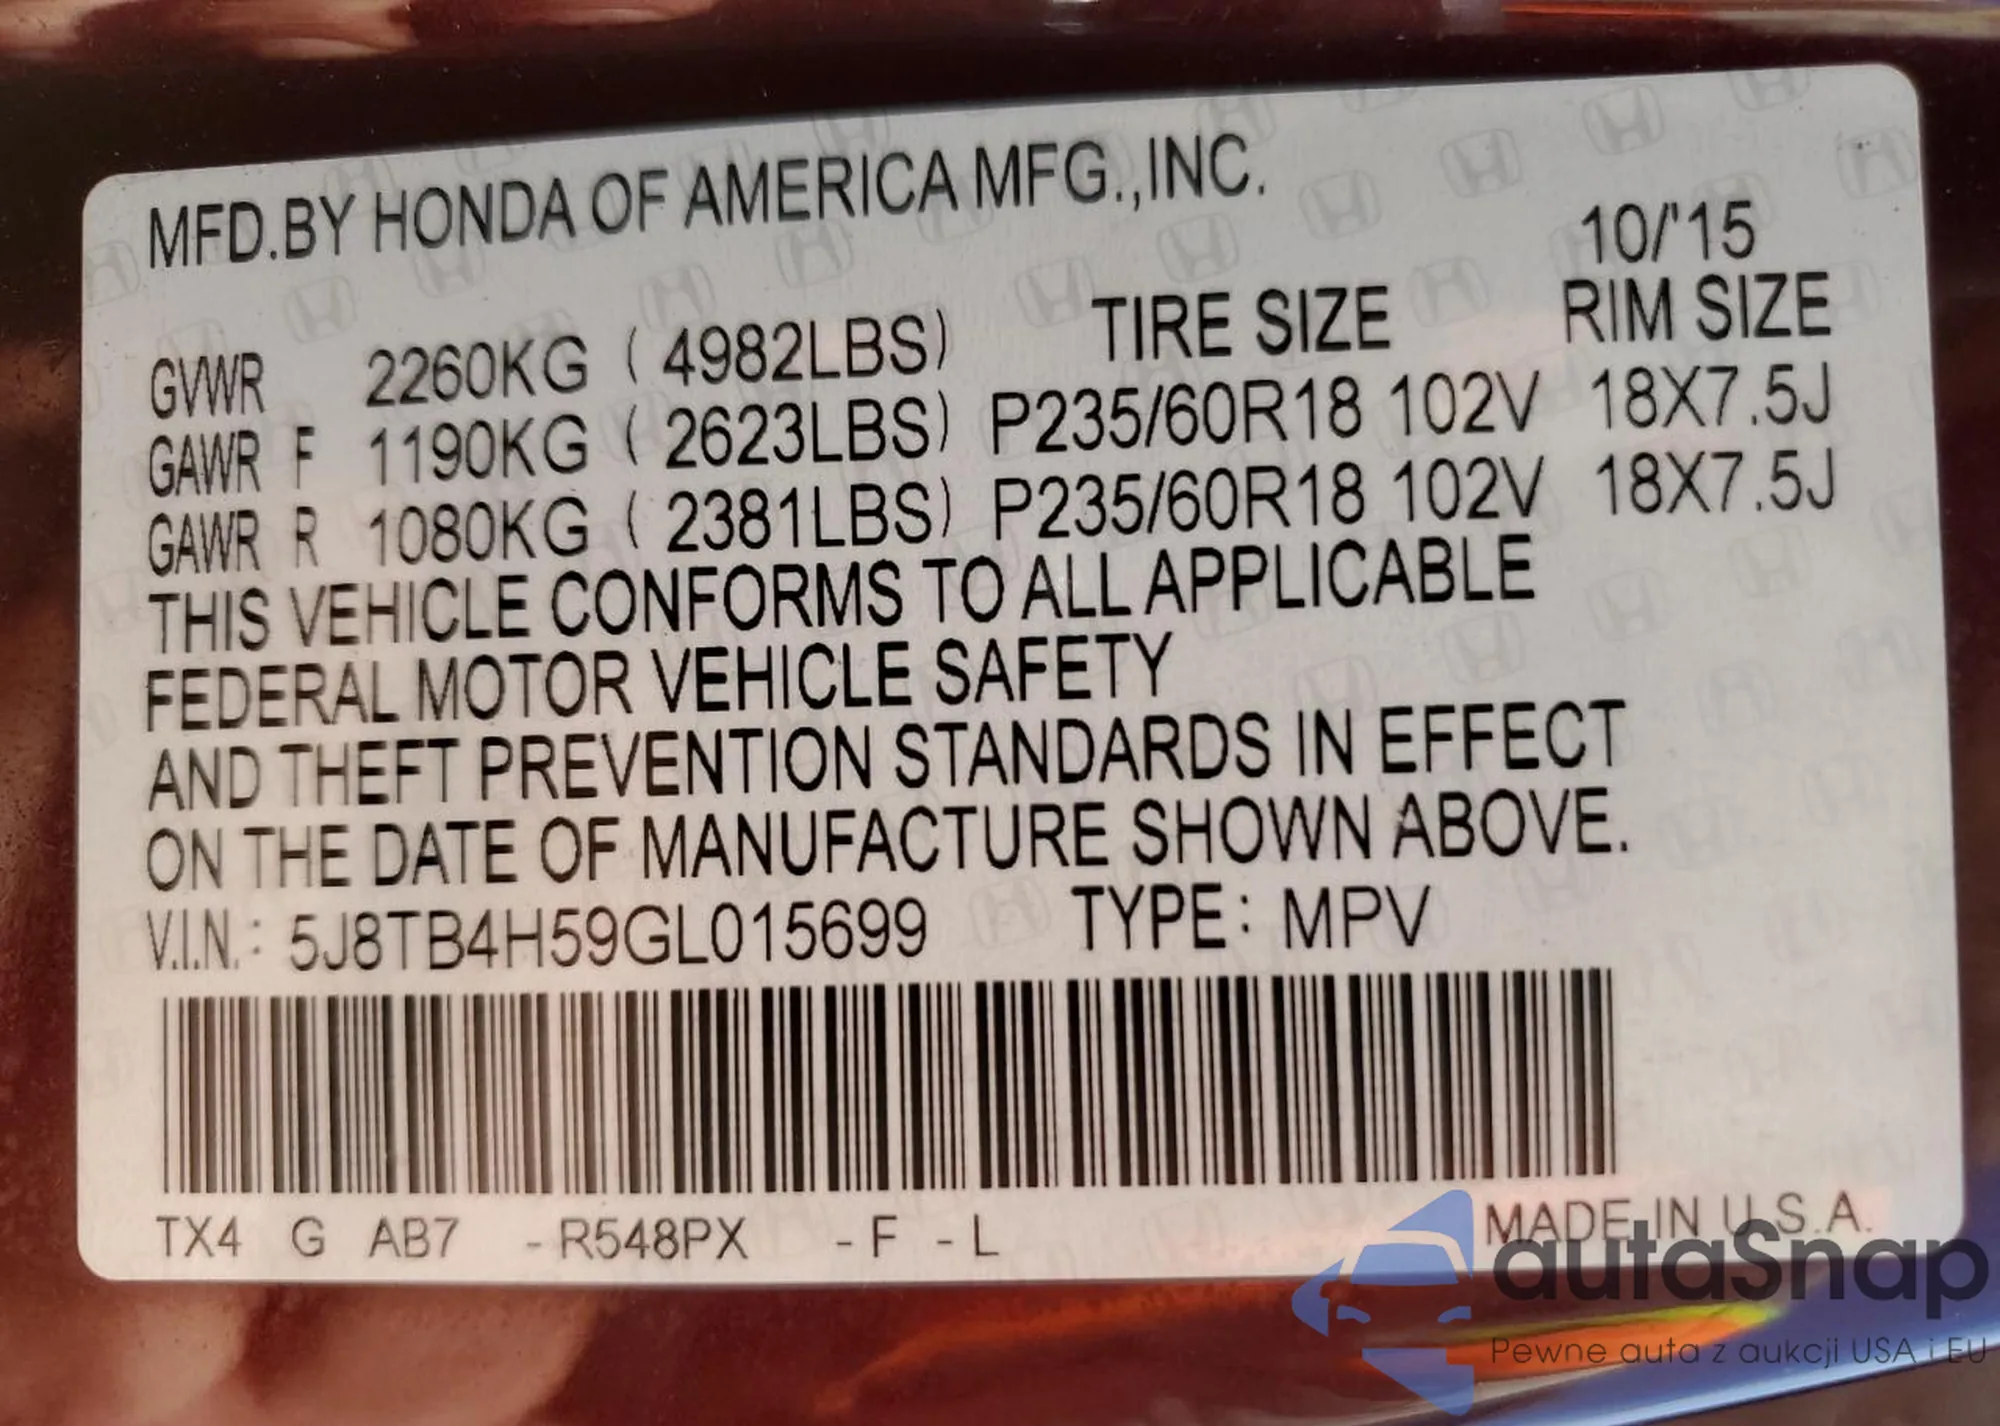 MFD.BY HONDA OF AMERICA MFG.,INC.
10/'15
TIRE SIZE RIM SIZE
GVWR 2260KG ( 4982LBS)
GAWR F 1190KG ( 2623LBS) P235/60R18 102V 18X7.5J
GAWR R 1080KG ( 2381LBS) P235/60R18 102V 18X7.5J
THIS VEHICLE CONFORMS TO ALL APPLICABLE
FEDERAL MOTOR VEHICLE SAFETY
AND THEFT PREVENTION STANDARDS IN EFFECT
ON THE DATE OF MANUFACTURE SHOWN ABOVE.
V.I.N.: 5J8TB4H59GL015699 TYPE: MPV
TX4 G AB7 -R548PX -F -L MADE IN U.S.A.
autaSnap
Pewne auta z aukcji USA i EU